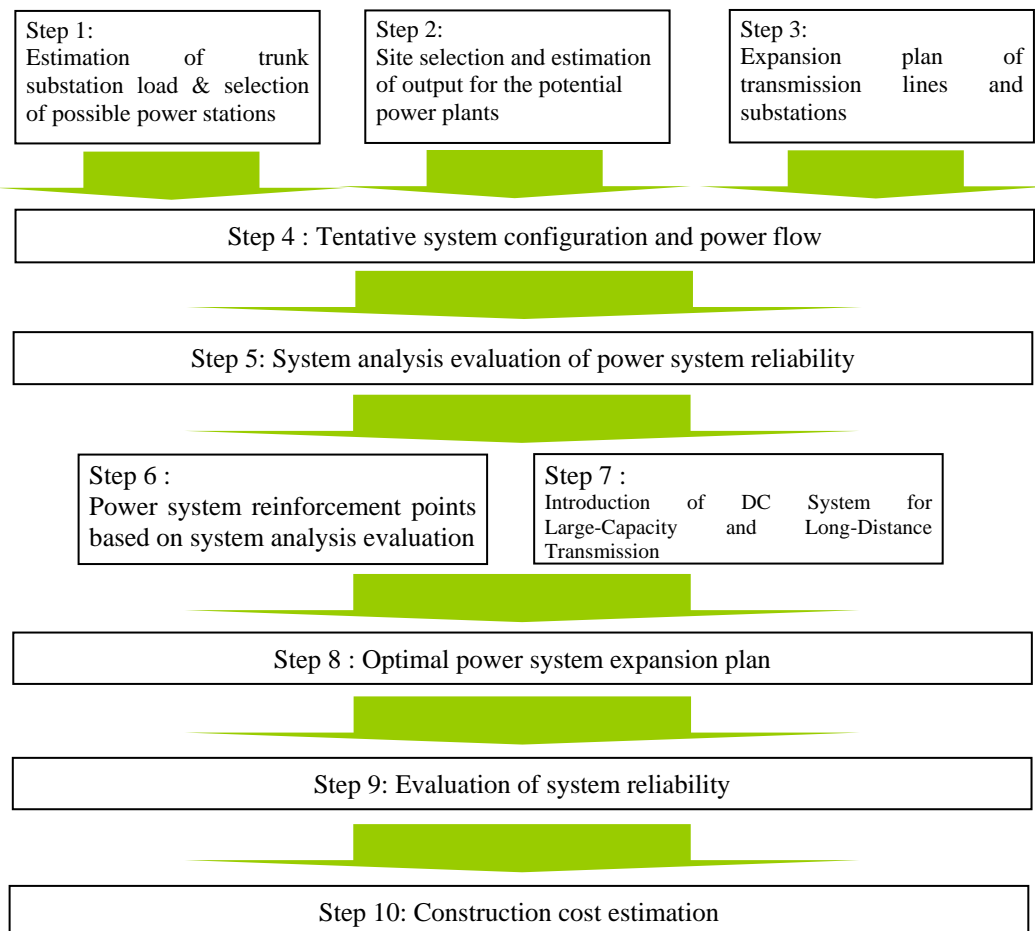 Step 1:
Estimation of trunk
substation load & selection
of possible power stations
Step 2:
Site selection and estimation
of output for the potential
power plants
Step 3:
Expansion plan of
transmission lines and
substations
Step 4 : Tentative system configuration and power flow
Step 5: System analysis evaluation of power system reliability
Step 6 :
Power system reinforcement points
based on system analysis evaluation
Step 7 :
Introduction of DC System for
Large-Capacity and Long-Distance
Transmission
Step 8 : Optimal power system expansion plan
Step 9: Evaluation of system reliability
Step 10: Construction cost estimation